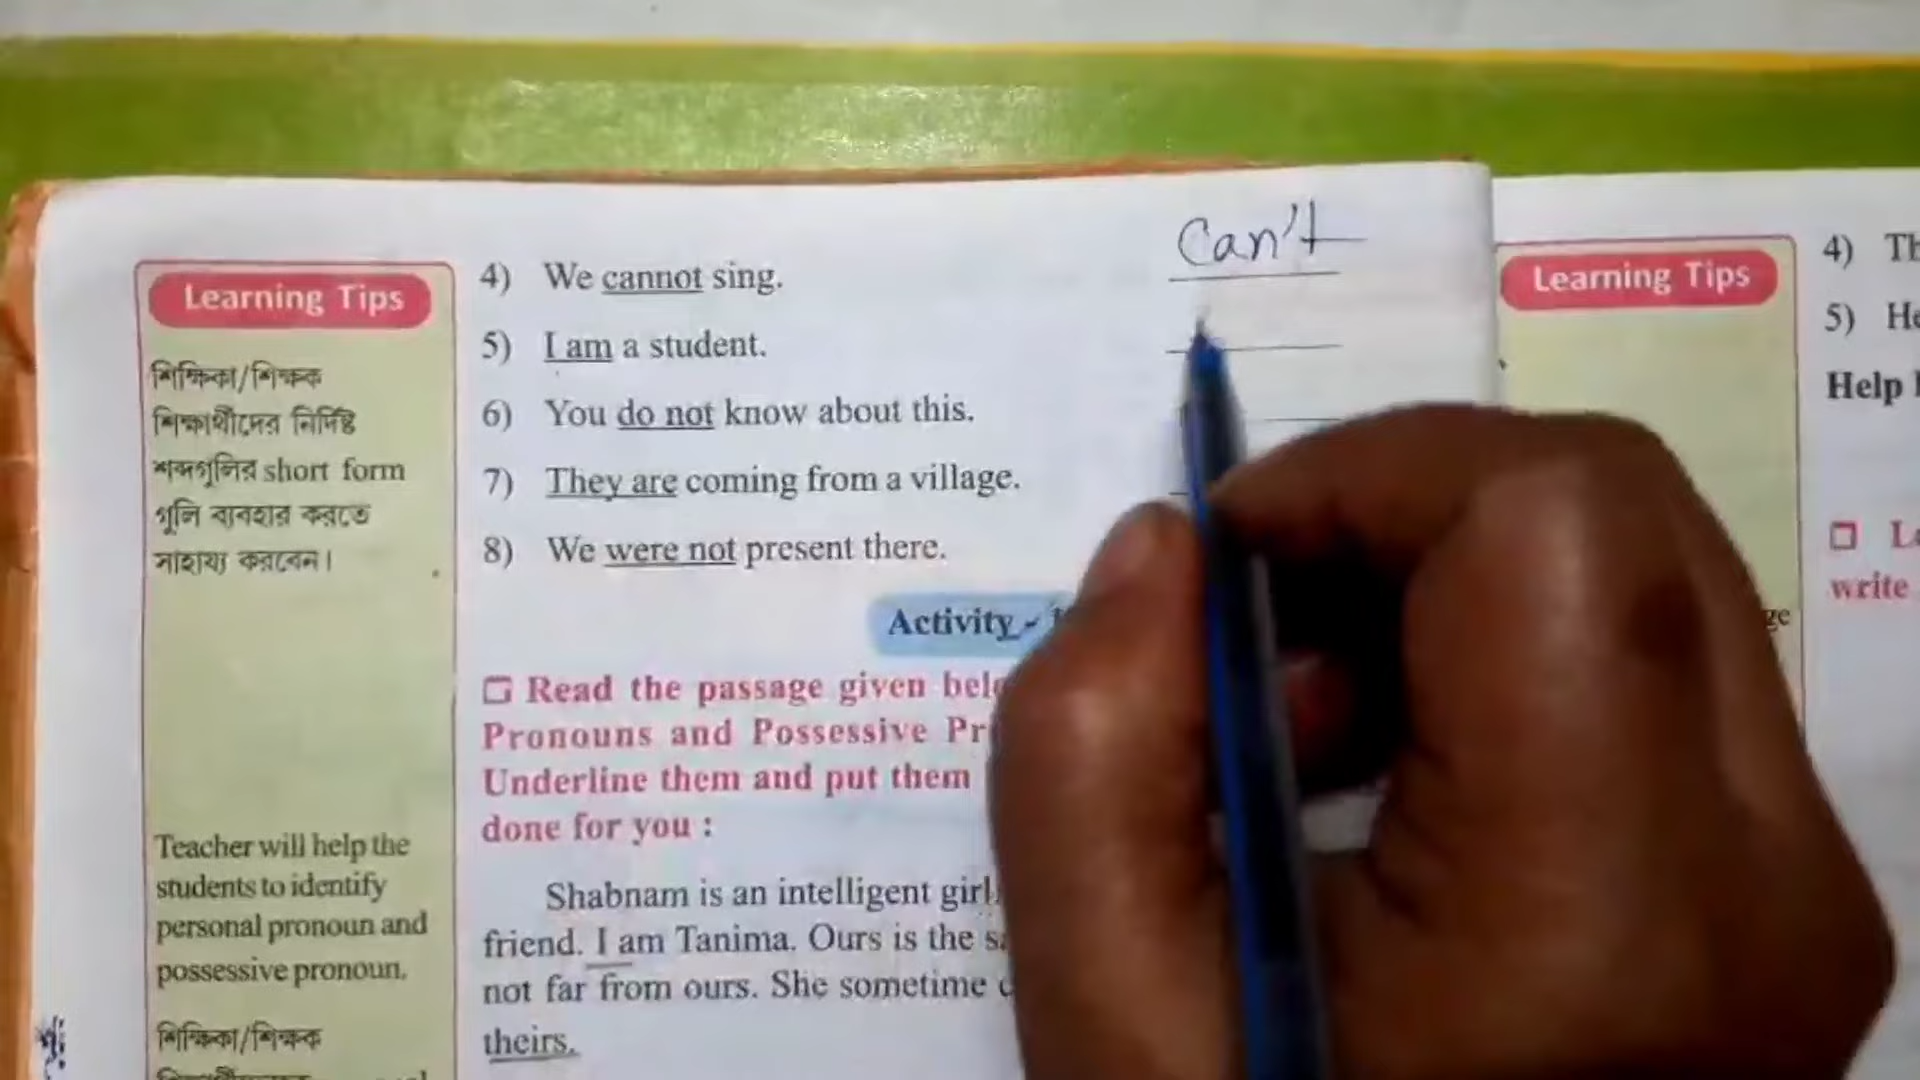 Can't
Learning Tips
4) We cannot sing.
5) I am a student.
6) You do not know about this.
7) They are coming from a village.
8) We were not present there.
শিক্ষিকা/শিক্ষক
শিক্ষার্থীদের নির্দিষ্ট
শব্দগুলির short form
গুলি ব্যবহার করতে
সাহায্য করবেন।
Activity -
Read the passage given
Pronouns and Possessive
Underline them and put them
done for you :
Teacher will help the
students to identify
personal pronoun and
possessive pronoun.
Shabnam is an intelligent girl.
friend. I am Tanima. Ours is the
not far from ours. She sometime
theirs.
শিক্ষিকা/শিক্ষক
Learning Tips
4)
5)
Help
write